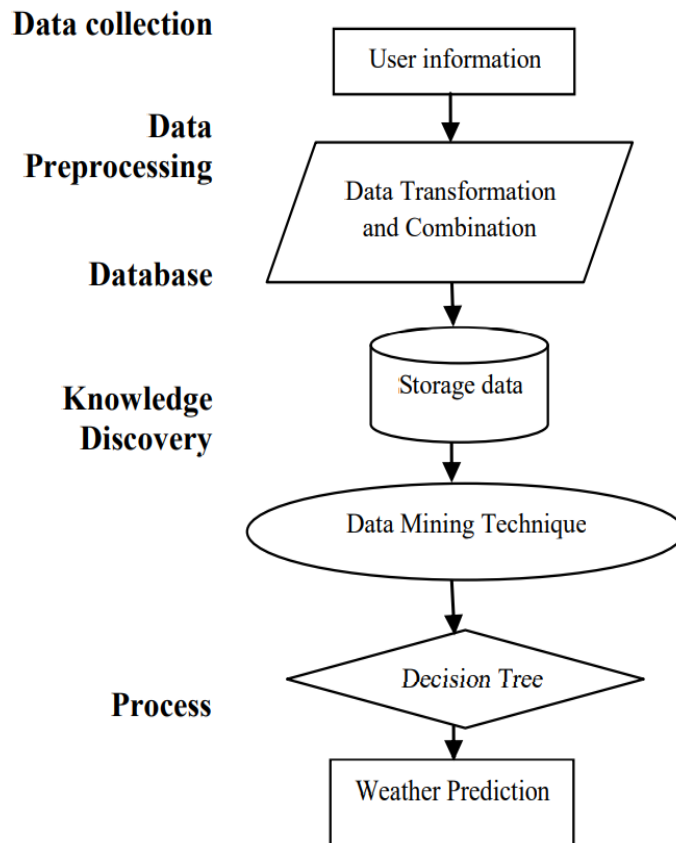 Data collection
User information
Data
Preprocessing
Data Transformation
and Combination
Database
Storage data
Knowledge
Discovery
Data Mining Technique
Decision Tree
Process
Weather Prediction